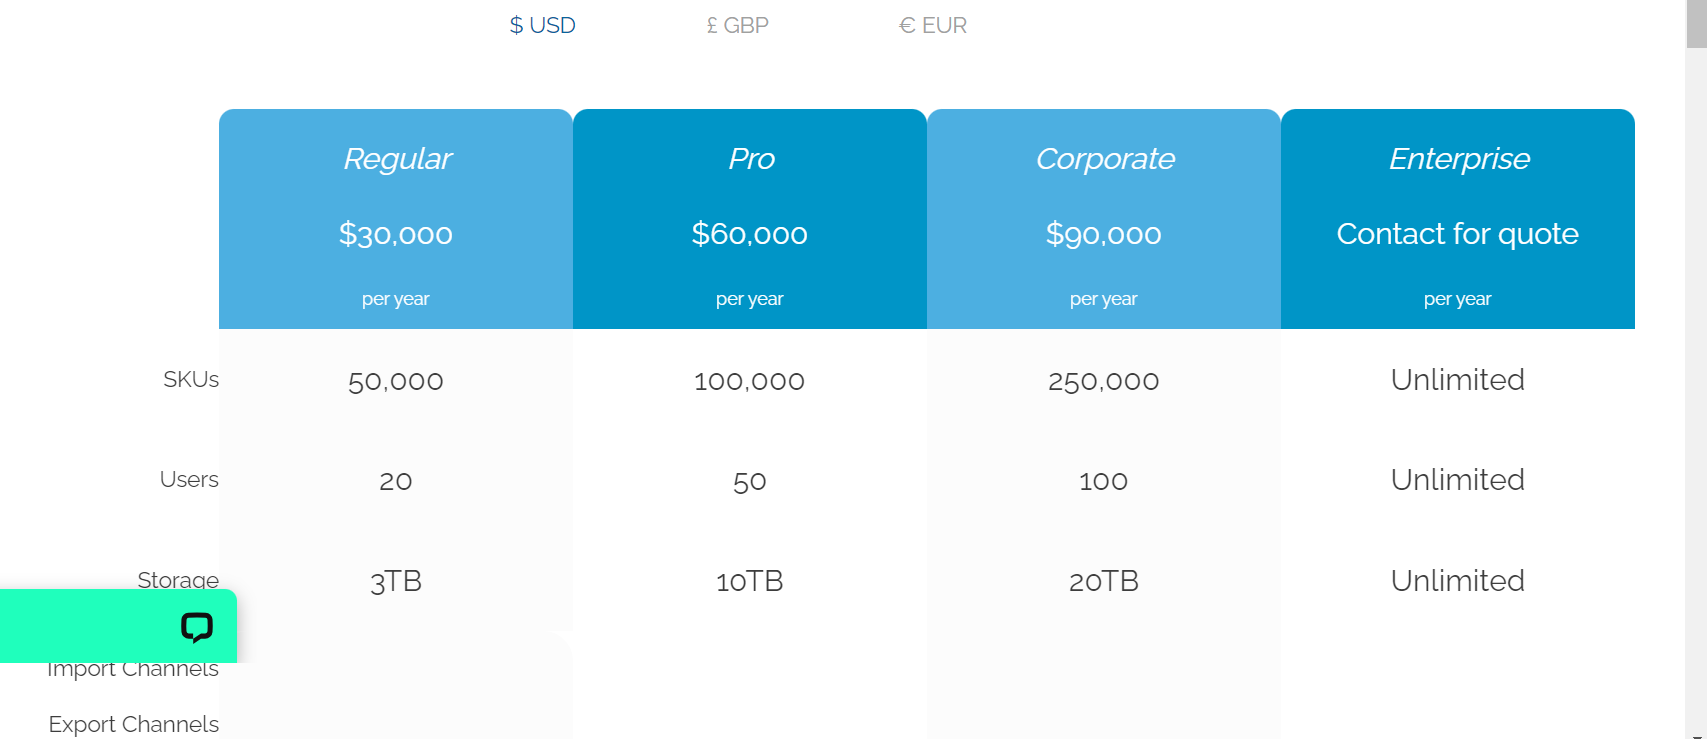 $ USD £ GBP € EUR
Regular Pro Corporate Enterprise
$30,000 $60,000 $90,000 Contact for quote
per year per year per year per year
SKUs 50,000 100,000 250,000 Unlimited
Users 20 50 100 Unlimited
Storage 3TB 10TB 20TB Unlimited
Import Channels
Export Channels